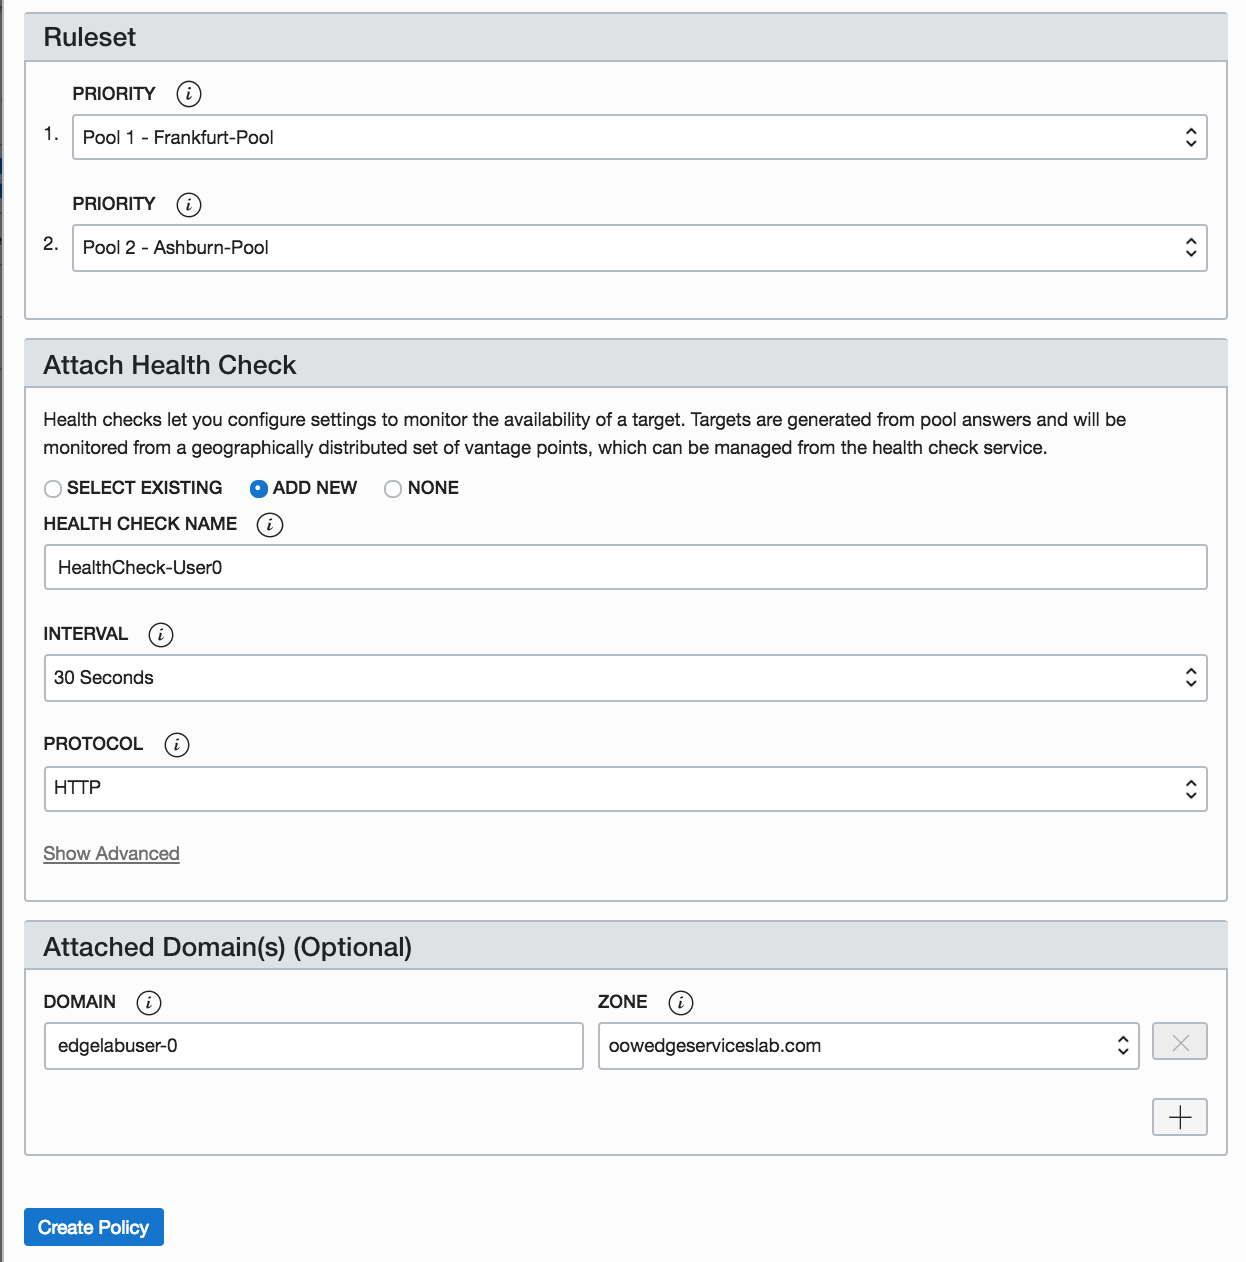 Ruleset
PRIORITY i
1. Pool 1 - Frankfurt-Pool
PRIORITY i
2. Pool 2 - Ashburn-Pool
Attach Health Check
Health checks let you configure settings to monitor the availability of a target. Targets are generated from pool answers and will be
monitored from a geographically distributed set of vantage points, which can be managed from the health check service.
SELECT EXISTING ADD NEW NONE
HEALTH CHECK NAME i
HealthCheck-User0
INTERVAL i
30 Seconds
PROTOCOL i
HTTP
Show Advanced
Attached Domain(s) (Optional)
DOMAIN i ZONE i
edgelabuser-0 oowedgeserviceslab.com
Create Policy